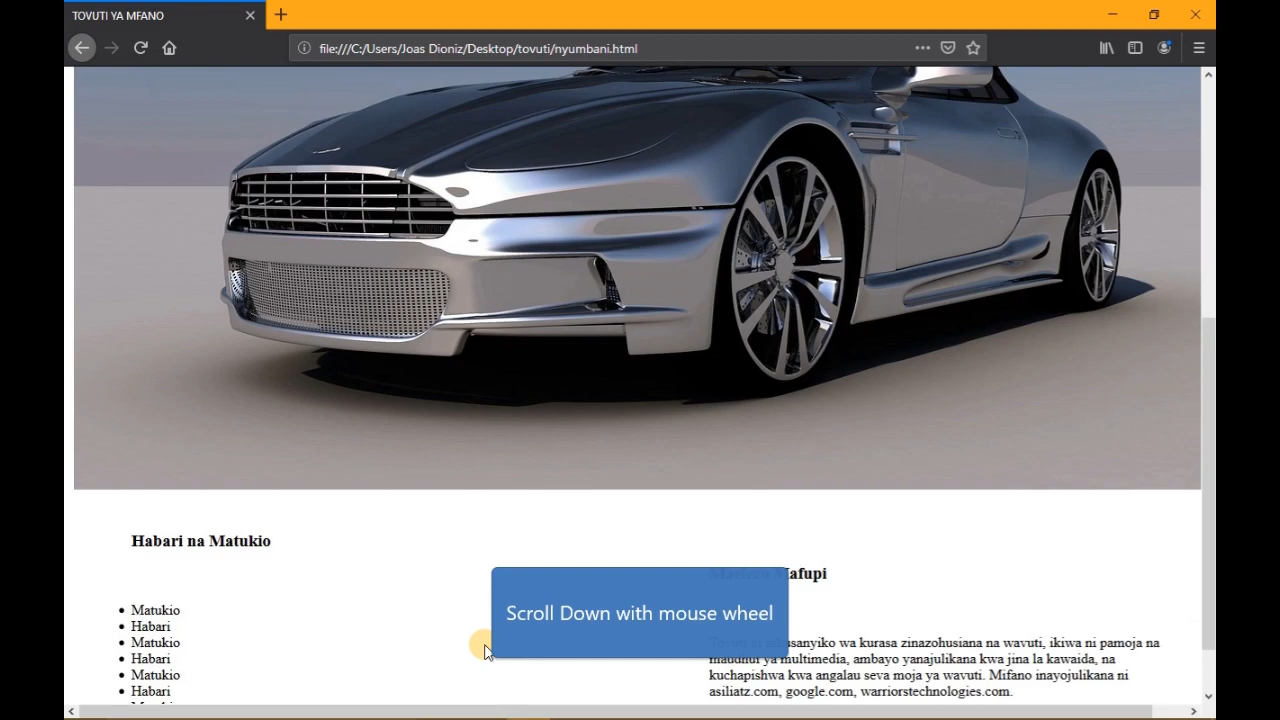 TOVUTI YA MFANO
file:///C:/Users/Joas Dioniz/Desktop/tovuti/nyumbani.html
Habari na Matukio
Mafupi
Scroll Down with mouse wheel
Matukio
Habari
Matukio
Habari
Matukio
Habari
mkusanyiko wa kurasa zinazohusiana na wavuti, ikiwa ni pamoja na
maudhui ya multimedia, ambayo yanajulikana kwa jina la kawaida, na
kuchapishwa kwa angalau seva moja ya wavuti. Mifano inayojulikana ni
asiliatz.com, google.com, warriorstechnologies.com.